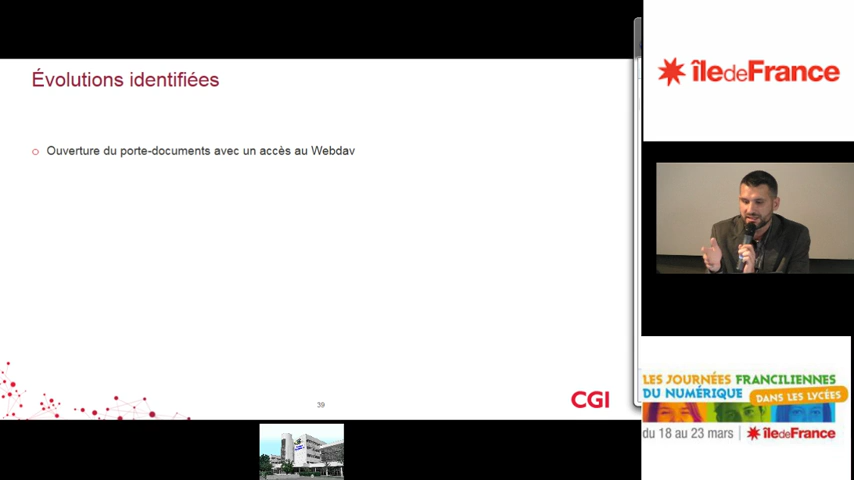 Évolutions identifiées
Ouverture du porte-documents avec un accès au Webdav
39
CGI
îledeFrance
LES JOURNÉES FRANCILIENNES
DU NUMÉRIQUE
DANS LES LYCÉES
du 18 au 23 mars
îledeFrance